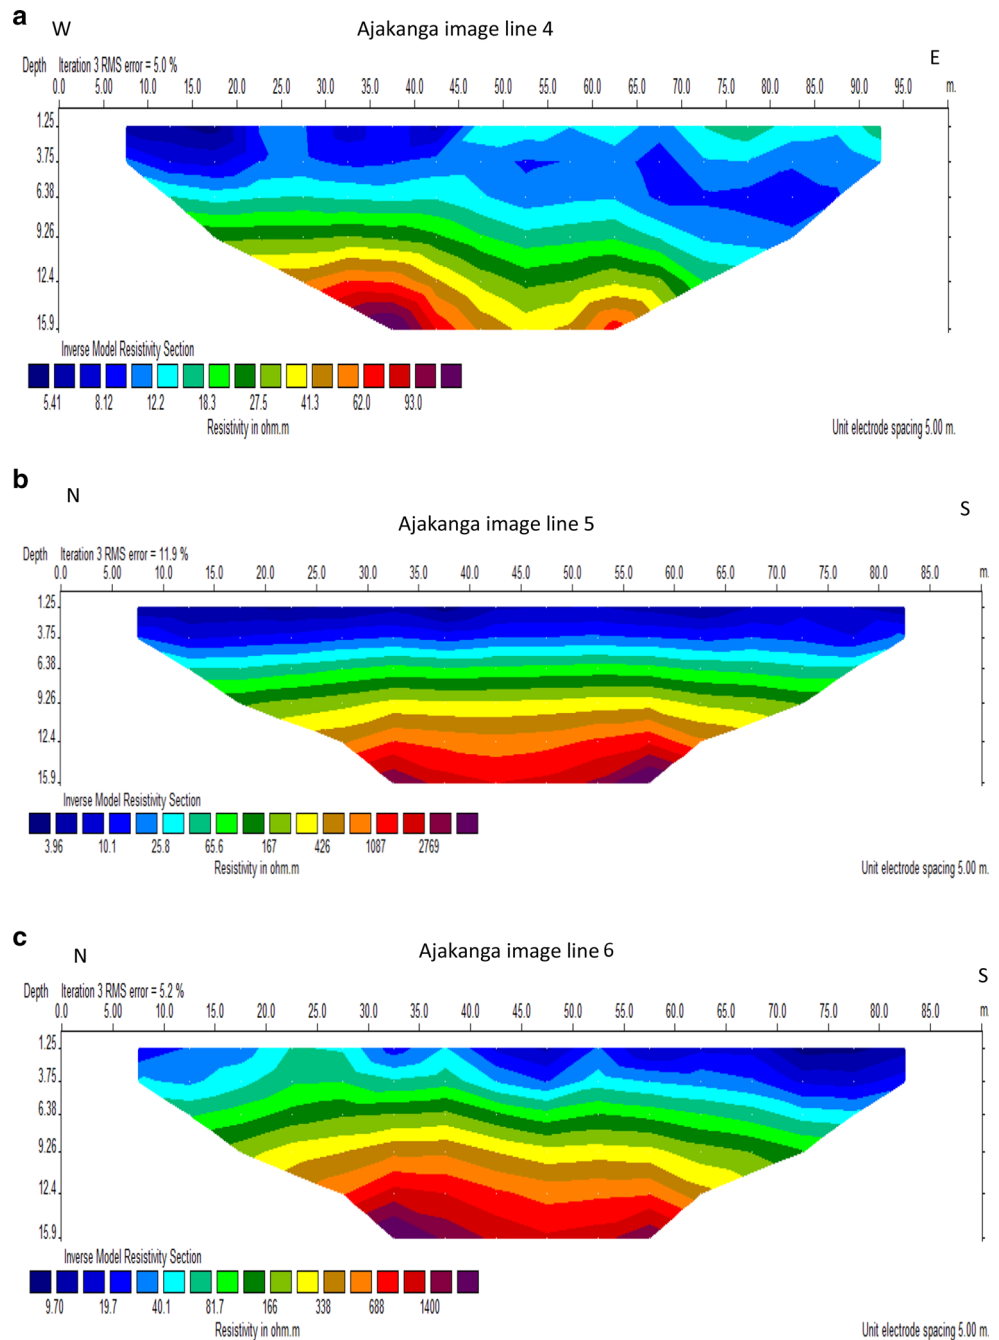 a
W
Ajakanga image line 4
E
Depth Iteration 3 RMS error = 5.0 %
0.0 5.00 10.0 15.0 20.0 25.0 30.0 35.0 40.0 45.0 50.0 55.0 60.0 65.0 70.0 75.0 80.0 85.0 90.0 95.0 m.
1.25
3.75
6.38
9.26
12.4
15.9
Inverse Model Resistivity Section
5.41 8.12 12.2 18.3 27.5 41.3 62.0 93.0
Resistivity in ohm.m
Unit electrode spacing 5.00 m.
b
N
S
Ajakanga image line 5
Depth Iteration 3 RMS error = 11.9 %
0.0 5.00 10.0 15.0 20.0 25.0 30.0 35.0 40.0 45.0 50.0 55.0 60.0 65.0 70.0 75.0 80.0 85.0 m.
1.25
3.75
6.38
9.26
12.4
15.9
Inverse Model Resistivity Section
3.96 10.1 25.8 65.6 167 426 1087 2769
Resistivity in ohm.m
Unit electrode spacing 5.00 m.
c
N
Ajakanga image line 6
S
Depth Iteration 3 RMS error = 5.2 %
0.0 5.00 10.0 15.0 20.0 25.0 30.0 35.0 40.0 45.0 50.0 55.0 60.0 65.0 70.0 75.0 80.0 85.0 m.
1.25
3.75
6.38
9.26
12.4
15.9
Inverse Model Resistivity Section
9.70 19.7 40.1 81.7 166 338 688 1400
Resistivity in ohm.m
Unit electrode spacing 5.00 m.